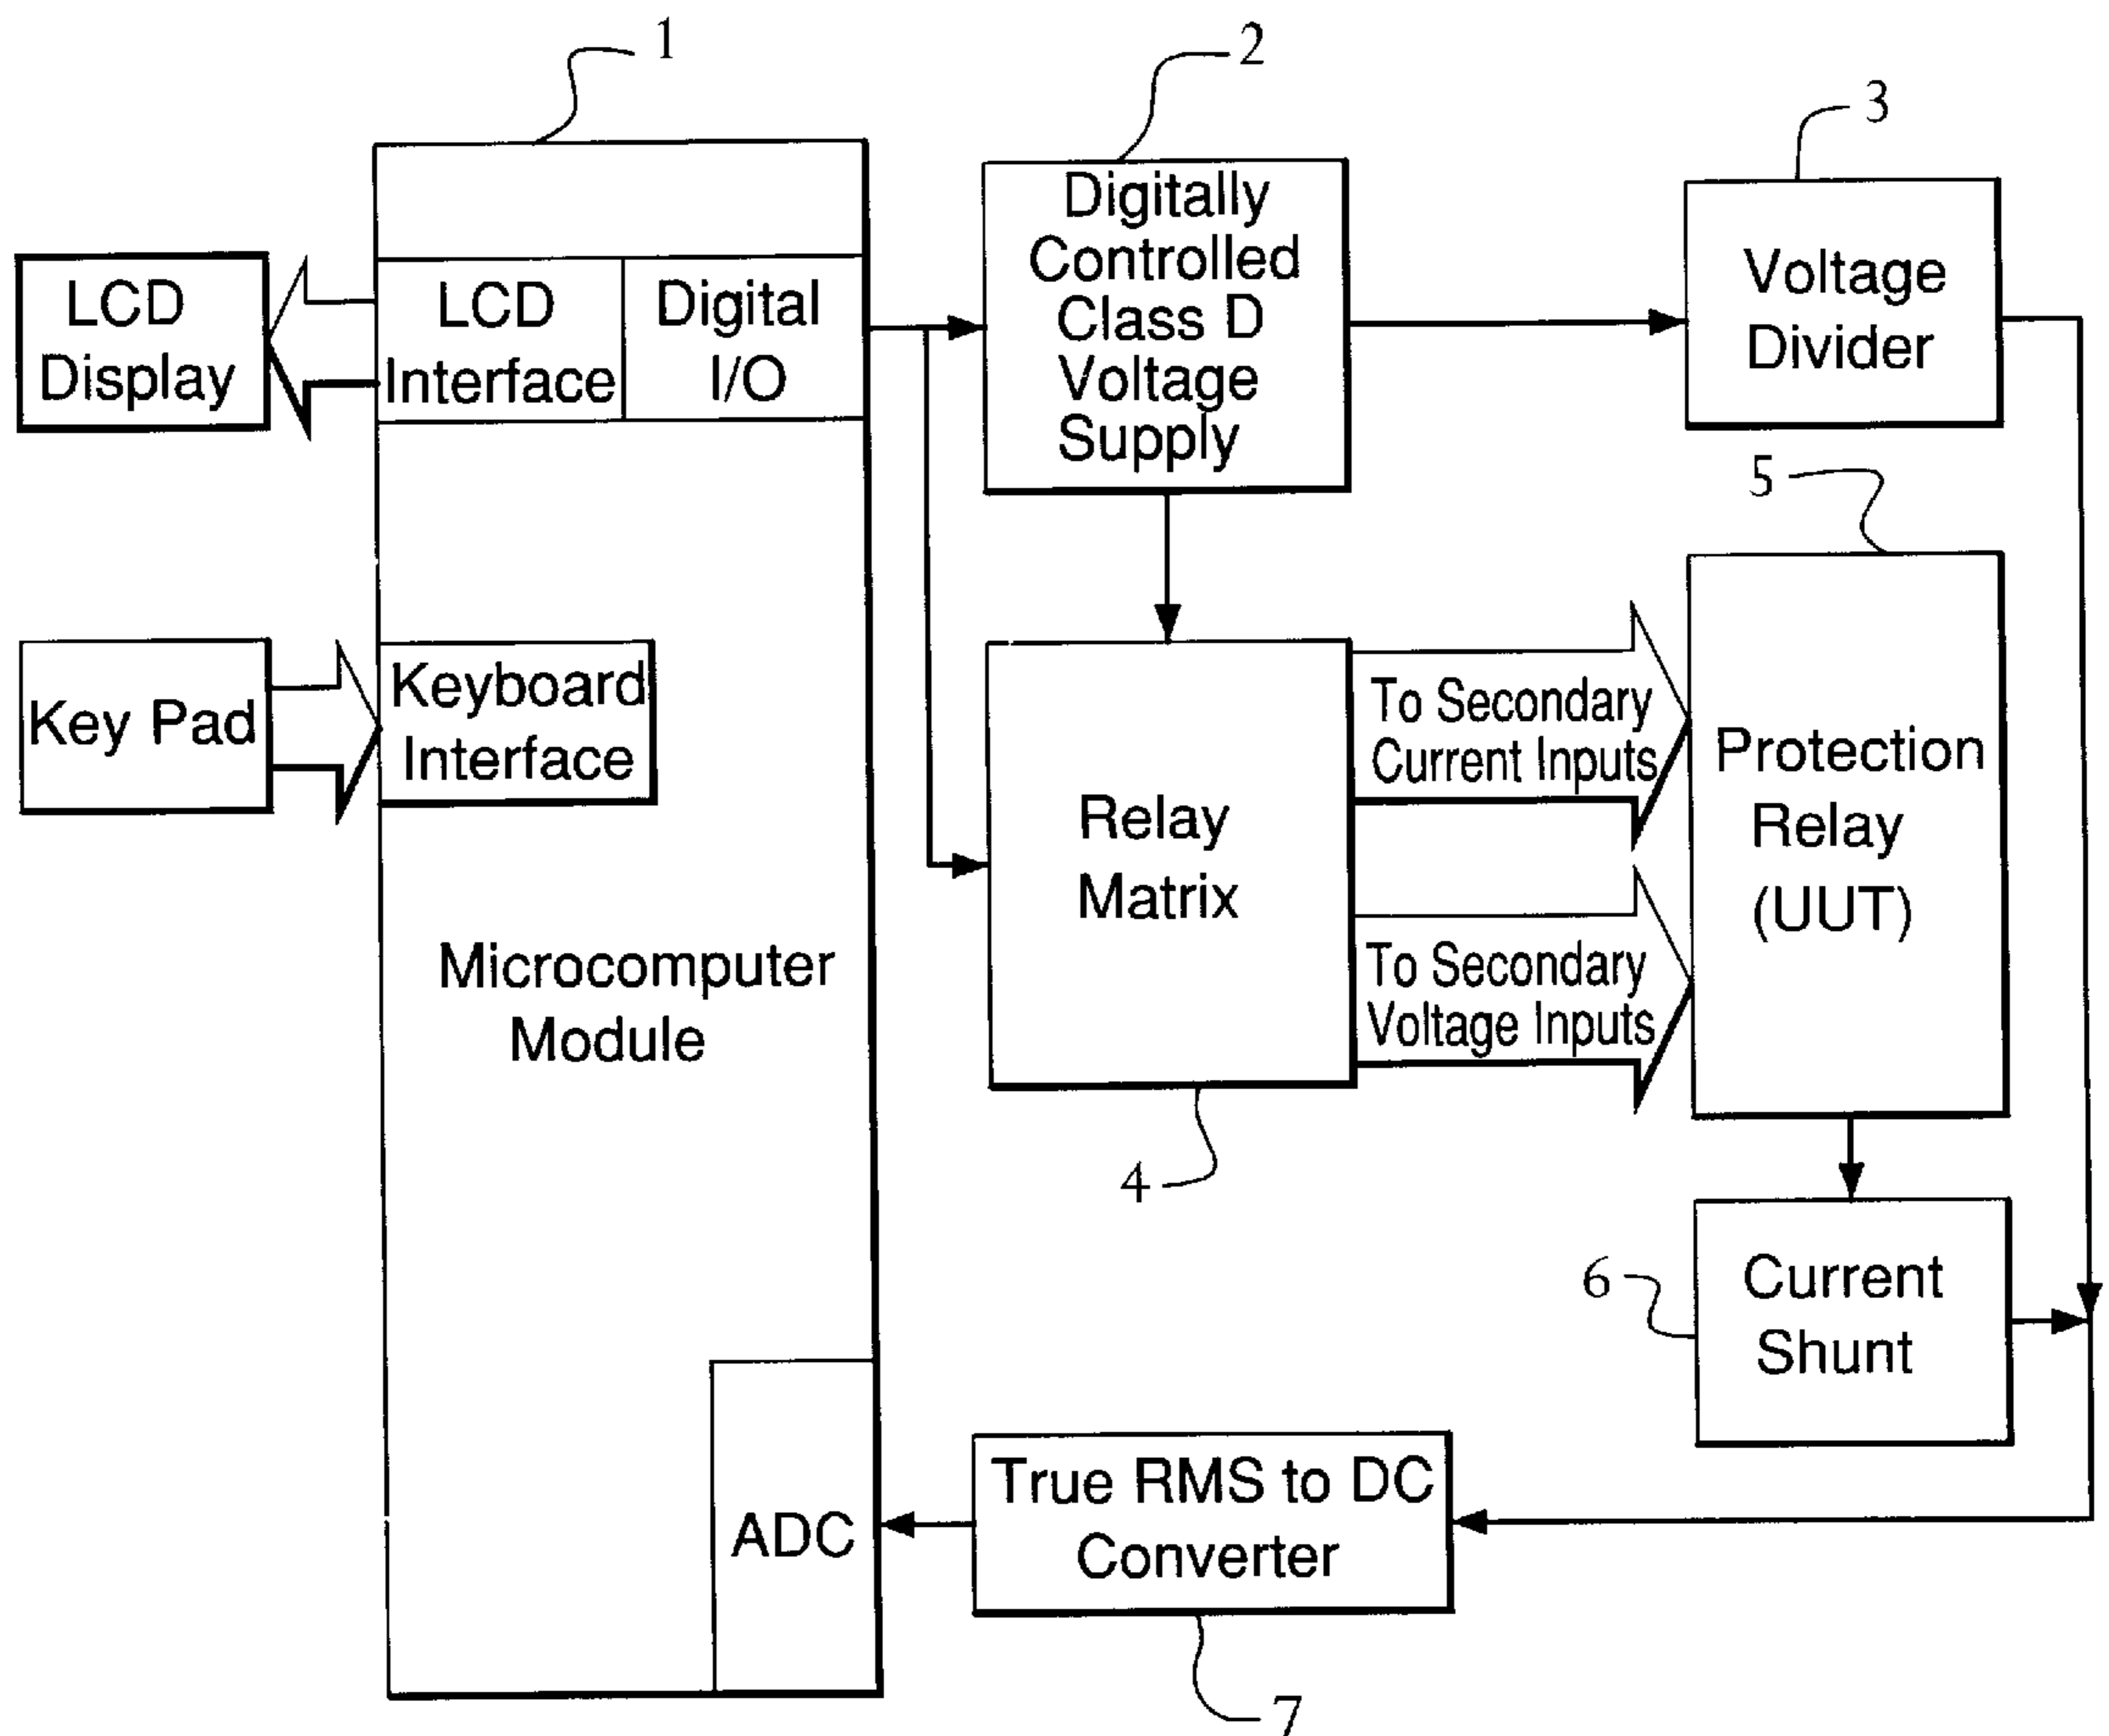 1
2
3
Digitally
Controlled
Class D
Voltage
Supply
Voltage
Divider
LCD
Display
LCD
Interface
Digital
I/O
5
Key Pad
Keyboard
Interface
To Secondary
Current Inputs
Protection
Relay
(UUT)
Relay
Matrix
To Secondary
Voltage Inputs
Microcomputer
Module
4
6
Current
Shunt
True RMS to DC
Converter
ADC
7